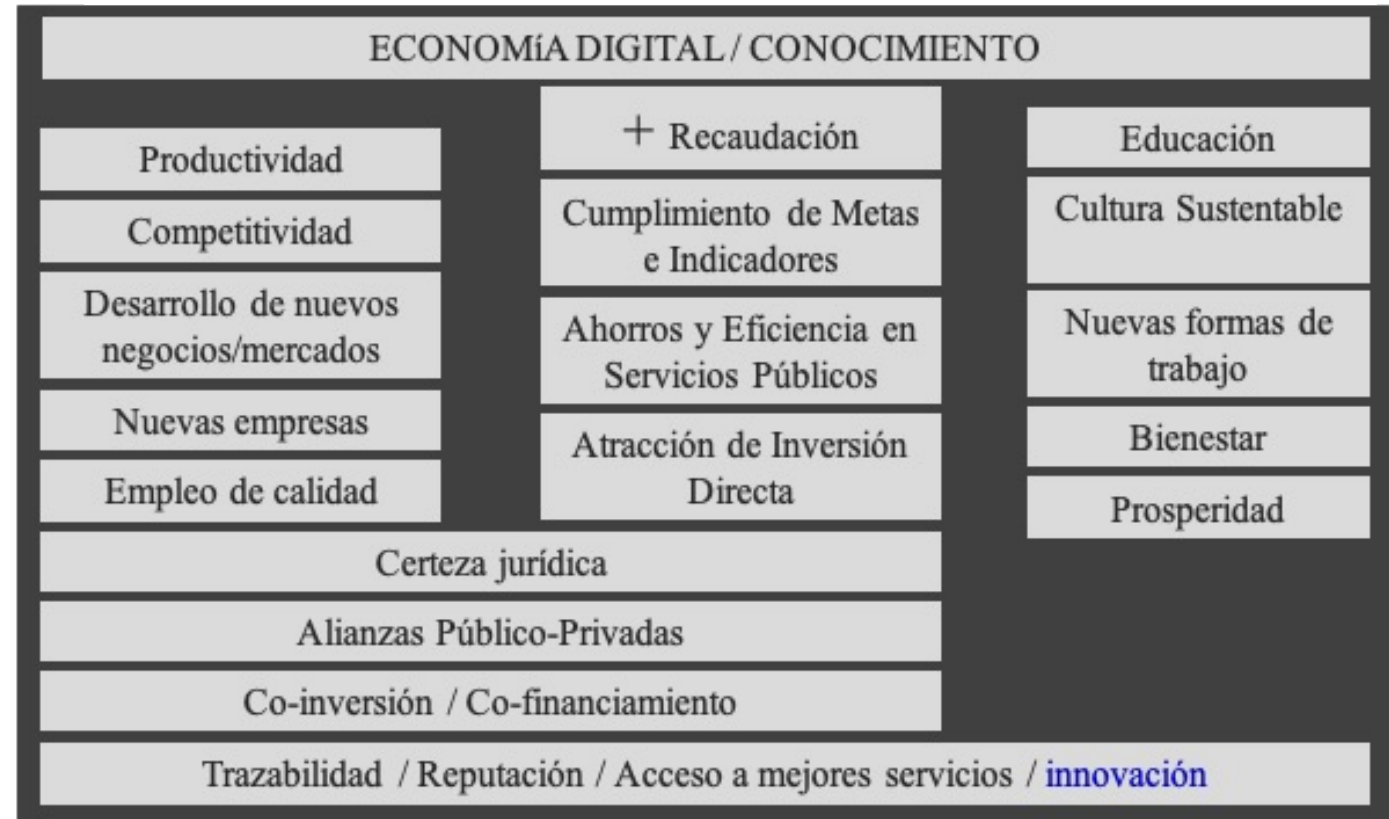 ECONOMíA DIGITAL / CONOCIMIENTO
Productividad
Competitividad
Desarrollo de nuevos
negocios/mercados
Nuevas empresas
Empleo de calidad
+ Recaudación
Cumplimiento de Metas
e Indicadores
Ahorros y Eficiencia en
Servicios Públicos
Atracción de Inversión
Directa
Educación
Cultura Sustentable
Nuevas formas de
trabajo
Bienestar
Prosperidad
Certeza jurídica
Alianzas Público-Privadas
Co-inversión / Co-financiamiento
Trazabilidad / Reputación / Acceso a mejores servicios / innovación